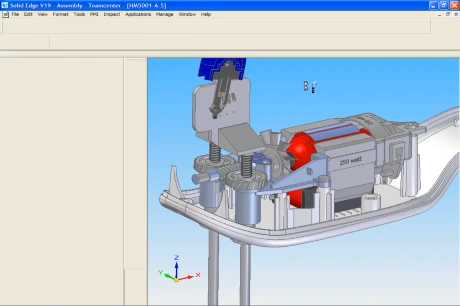 Solid Edge V19 - Assembly - Teamcenter - [HM5001-A-5]
File Edit View Format Tools PMI Inspect Applications Manage Window Help
250 watt
Z
Y
X